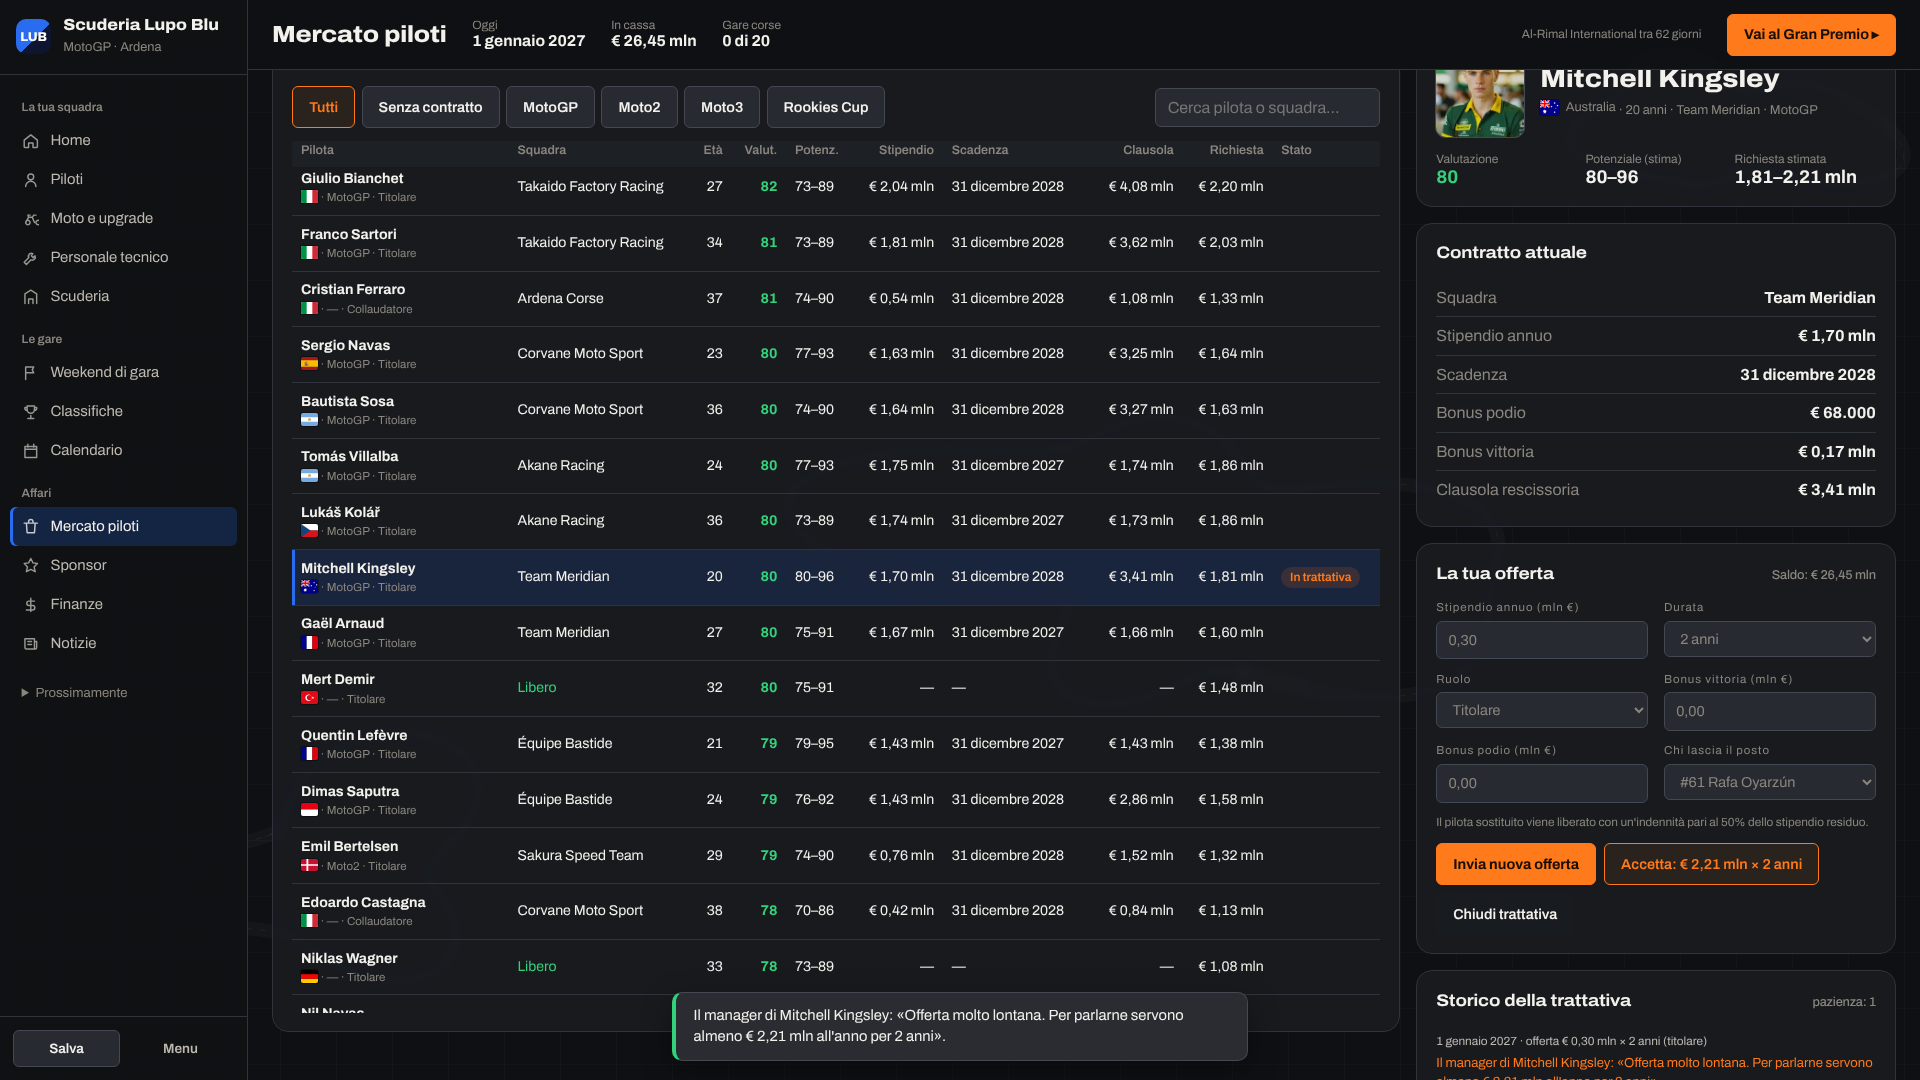 LUB
Scuderia Lupo Blu
MotoGP · Ardena
La tua squadra
Home
Piloti
Moto e upgrade
Personale tecnico
Scuderia
Le gare
Weekend di gara
Classifiche
Calendario
Affari
Mercato piloti
Sponsor
Finanze
Notizie
Prossimamente
Salva
Menu
Mercato piloti
Oggi
1 gennaio 2027
In cassa
€ 26,45 mln
Gare corse
0 di 20
Al-Rimal International tra 62 giorni
Vai al Gran Premio ▸
Tutti
Senza contratto
MotoGP
Moto2
Moto3
Rookies Cup
Cerca pilota o squadra...
Pilota Squadra Età Valut. Potenz. Stipendio Scadenza Clausola Richiesta Stato
Giulio Bianchet Takaido Factory Racing 27 82 73–89 € 2,04 mln 31 dicembre 2028 € 4,08 mln € 2,20 mln
· MotoGP · Titolare
Franco Sartori Takaido Factory Racing 34 81 73–89 € 1,81 mln 31 dicembre 2028 € 3,62 mln € 2,03 mln
· MotoGP · Titolare
Cristian Ferraro Ardena Corse 37 81 74–90 € 0,54 mln 31 dicembre 2028 € 1,08 mln € 1,33 mln
· — · Collaudatore
Sergio Navas Corvane Moto Sport 23 80 77–93 € 1,63 mln 31 dicembre 2028 € 3,25 mln € 1,64 mln
· MotoGP · Titolare
Bautista Sosa Corvane Moto Sport 36 80 74–90 € 1,64 mln 31 dicembre 2028 € 3,27 mln € 1,63 mln
· MotoGP · Titolare
Tomás Villalba Akane Racing 24 80 77–93 € 1,75 mln 31 dicembre 2027 € 1,74 mln € 1,86 mln
· MotoGP · Titolare
Lukáš Kolář Akane Racing 36 80 73–89 € 1,74 mln 31 dicembre 2027 € 1,73 mln € 1,86 mln
· MotoGP · Titolare
Mitchell Kingsley Team Meridian 20 80 80–96 € 1,70 mln 31 dicembre 2028 € 3,41 mln € 1,81 mln In trattativa
· MotoGP · Titolare
Gaël Arnaud Team Meridian 27 80 75–91 € 1,67 mln 31 dicembre 2027 € 1,66 mln € 1,60 mln
· MotoGP · Titolare
Mert Demir Libero 32 80 75–91 — — — € 1,48 mln
· — · Titolare
Quentin Lefèvre Équipe Bastide 21 79 79–95 € 1,43 mln 31 dicembre 2027 € 1,43 mln € 1,38 mln
· MotoGP · Titolare
Dimas Saputra Équipe Bastide 24 79 76–92 € 1,43 mln 31 dicembre 2028 € 2,86 mln € 1,58 mln
· MotoGP · Titolare
Emil Bertelsen Sakura Speed Team 29 79 74–90 € 0,76 mln 31 dicembre 2028 € 1,52 mln € 1,32 mln
· Moto2 · Titolare
Edoardo Castagna Corvane Moto Sport 38 78 70–86 € 0,42 mln 31 dicembre 2028 € 0,84 mln € 1,13 mln
· — · Collaudatore
Niklas Wagner Libero 33 78 73–89 — — — € 1,08 mln
· — · Titolare
Nil Navas
Il manager di Mitchell Kingsley: «Offerta molto lontana. Per parlarne servono
almeno € 2,21 mln all'anno per 2 anni».
Mitchell Kingsley
Australia · 20 anni · Team Meridian · MotoGP
Valutazione
80
Potenziale (stima)
80–96
Richiesta stimata
1,81–2,21 mln
Contratto attuale
Squadra Team Meridian
Stipendio annuo € 1,70 mln
Scadenza 31 dicembre 2028
Bonus podio € 68.000
Bonus vittoria € 0,17 mln
Clausola rescissoria € 3,41 mln
La tua offerta
Saldo: € 26,45 mln
Stipendio annuo (mln €) Durata
0,30 2 anni
Ruolo Bonus vittoria (mln €)
Titolare 0,00
Bonus podio (mln €) Chi lascia il posto
0,00 #61 Rafa Oyarzún
Il pilota sostituito viene liberato con un'indennità pari al 50% dello stipendio residuo.
Invia nuova offerta
Accetta: € 2,21 mln × 2 anni
Chiudi trattativa
Storico della trattativa
pazienza: 1
1 gennaio 2027 · offerta € 0,30 mln × 2 anni (titolare)
Il manager di Mitchell Kingsley: «Offerta molto lontana. Per parlarne servono
almeno € 2,21 mln all'anno per 2 anni».